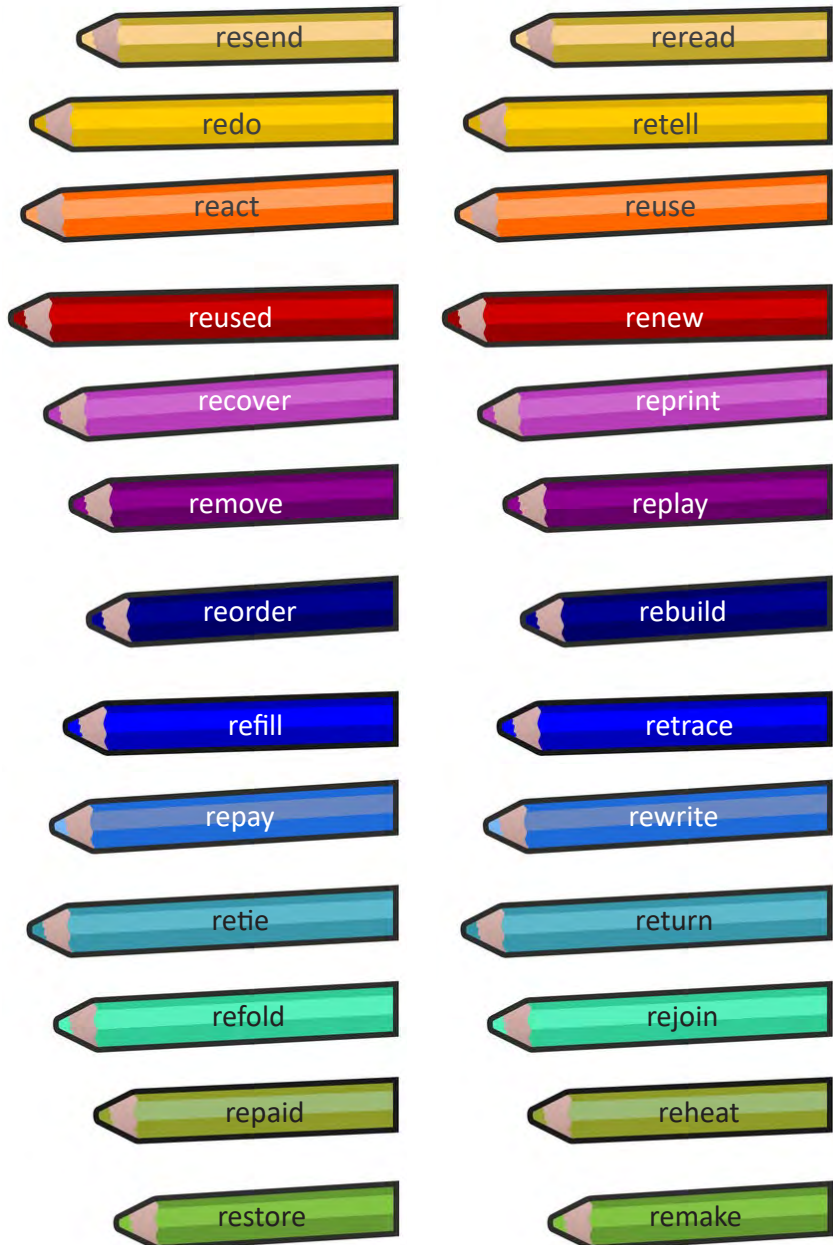 resend
reread
redo
retell
react
reuse
reused
renew
recover
reprint
remove
replay
reorder
rebuild
refill
retrace
repay
rewrite
retie
return
refold
rejoin
repaid
reheat
restore
remake